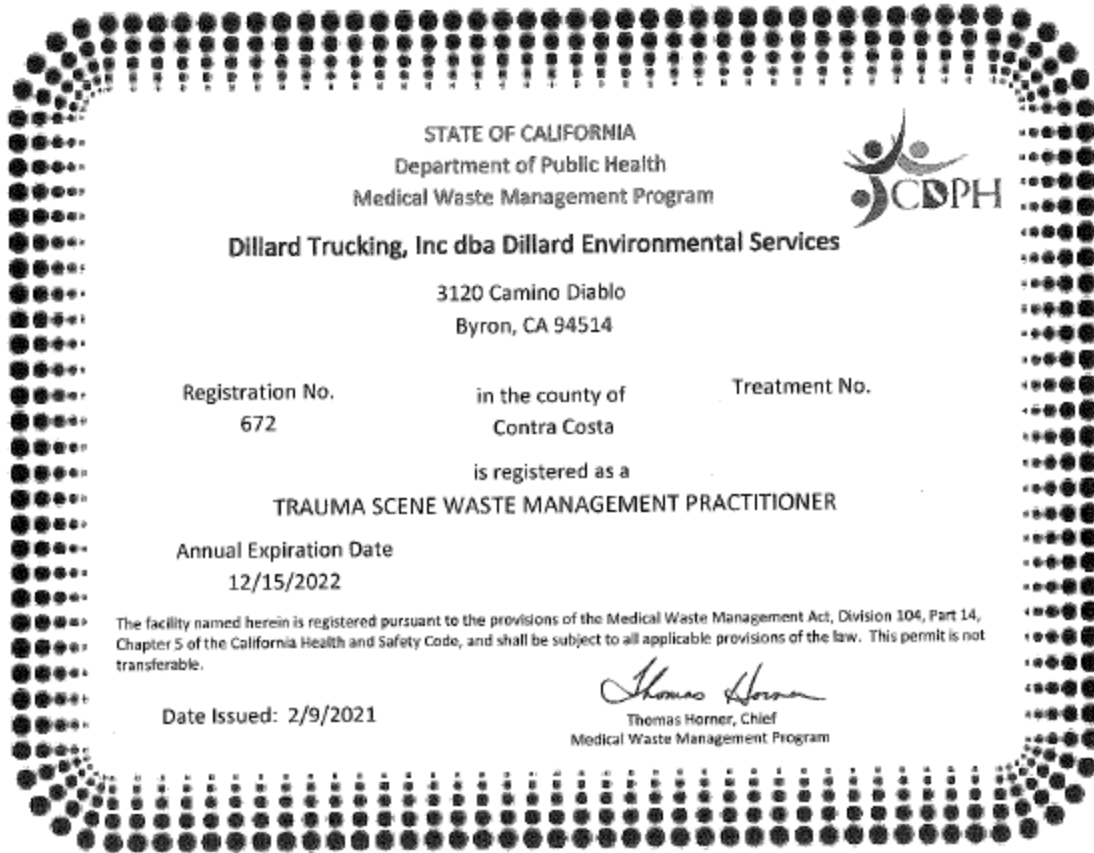 STATE OF CALIFORNIA
Department of Public Health
Medical Waste Management Program
CDPH
Dillard Trucking, Inc dba Dillard Environmental Services
3120 Camino Diablo
Byron, CA 94514
Registration No.
672
in the county of
Contra Costa
Treatment No.
is registered as a
TRAUMA SCENE WASTE MANAGEMENT PRACTITIONER
Annual Expiration Date
12/15/2022
The facility named herein is registered pursuant to the provisions of the Medical Waste Management Act, Division 104, Part 14,
Chapter 5 of the California Health and Safety Code, and shall be subject to all applicable provisions of the law. This permit is not
transferable.
Date Issued: 2/9/2021
Thomas Horner
Thomas Horner, Chief
Medical Waste Management Program